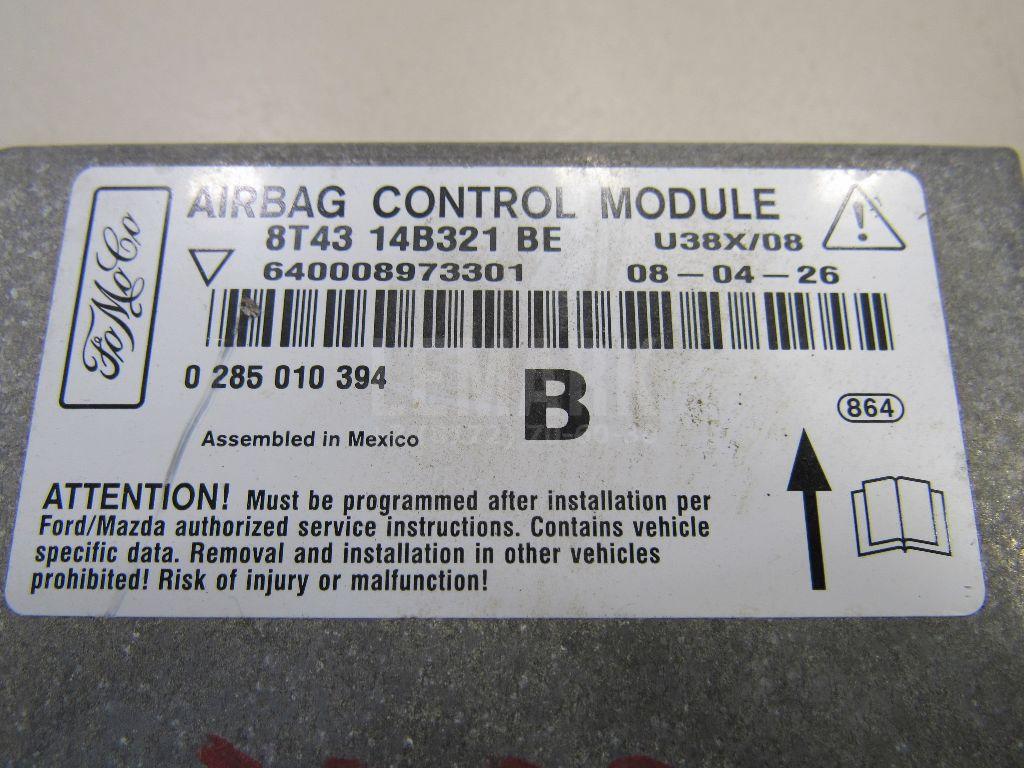 FoMoCo
AIRBAG CONTROL MODULE
8T43 14B321 BE U38X/08
640008973301 08-04-26
0 285 010 394
B
864
Assembled in Mexico
ATTENTION! Must be programmed after installation per
Ford/Mazda authorized service instructions. Contains vehicle
specific data. Removal and installation in other vehicles
prohibited! Risk of injury or malfunction!